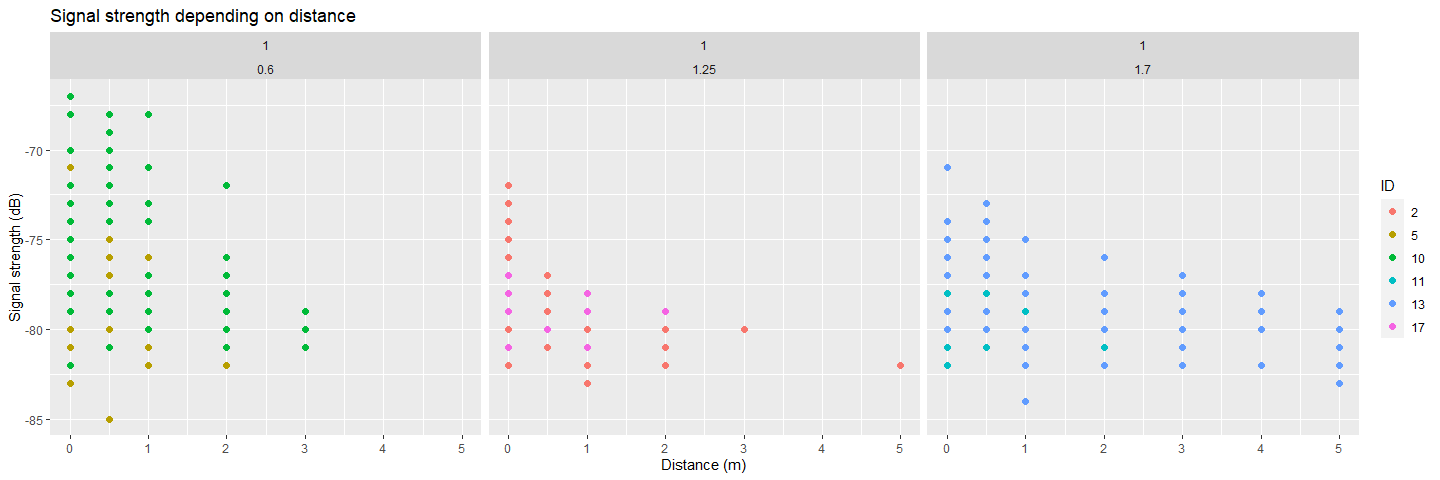 Signal strength depending on distance
1
0.6
1
1.25
1
1.7
Signal strength (dB)
-70
-75
-80
-85
0 1 2 3 4 5
0 1 2 3 4 5
0 1 2 3 4 5
Distance (m)
ID
2
5
10
11
13
17